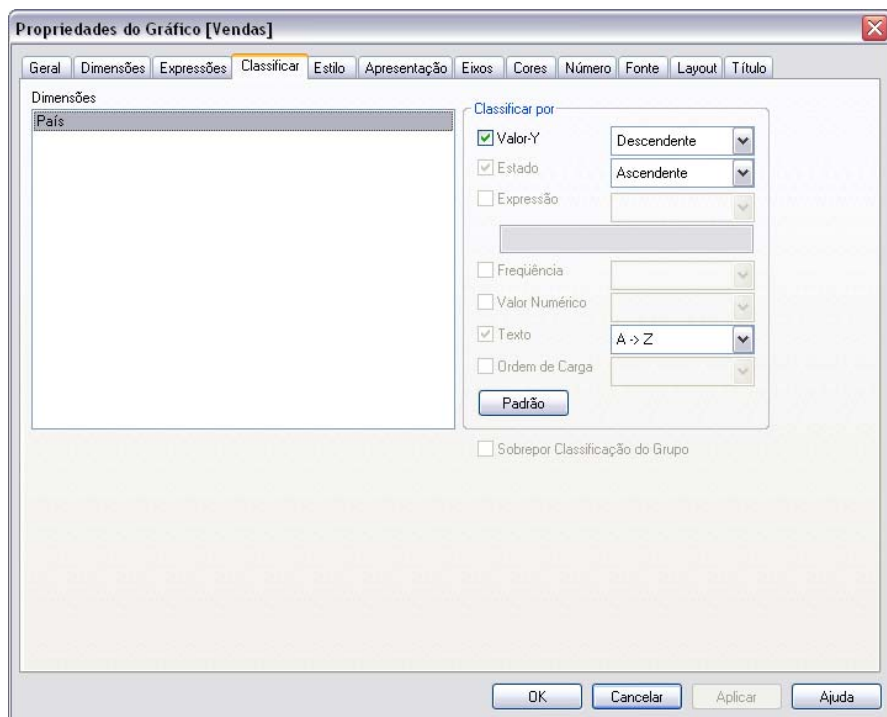 Propriedades do Gráfico [Vendas]
Geral Dimensões Expressões Classificar Estilo Apresentação Eixos Cores Número Fonte Layout Título
Dimensões
País
Classificar por
Valor-Y Descendente
Estado Ascendente
Expressão
Freqüência
Valor Numérico
Texto A -> Z
Ordem de Carga
Padrão
Sobrepor Classificação do Grupo
OK Cancelar Aplicar Ajuda